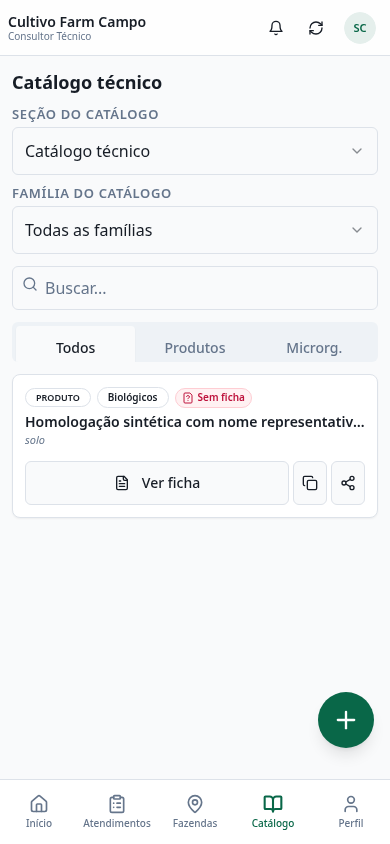 Cultivo Farm Campo
Consultor Técnico
SC
Catálogo técnico
SEÇÃO DO CATÁLOGO
Catálogo técnico
FAMÍLIA DO CATÁLOGO
Todas as famílias
Buscar...
Todos Produtos Microrg.
PRODUTO Biológicos Sem ficha
Homologação sintética com nome representativ...
solo
Ver ficha
Início Atendimentos Fazendas Catálogo Perfil